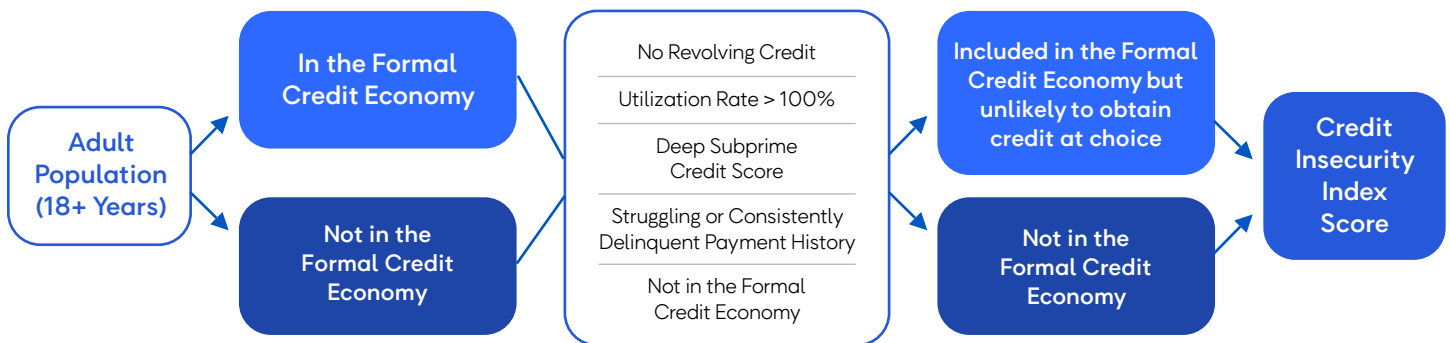 Adult
Population
(18+ Years)
In the Formal
Credit Economy
Not in the
Formal Credit
Economy
No Revolving Credit
Utilization Rate > 100%
Deep Subprime
Credit Score
Struggling or Consistently
Delinquent Payment History
Not in the Formal
Credit Economy
Included in the Formal
Credit Economy but
unlikely to obtain
credit at choice
Not in the
Formal Credit
Economy
Credit
Insecurity
Index
Score